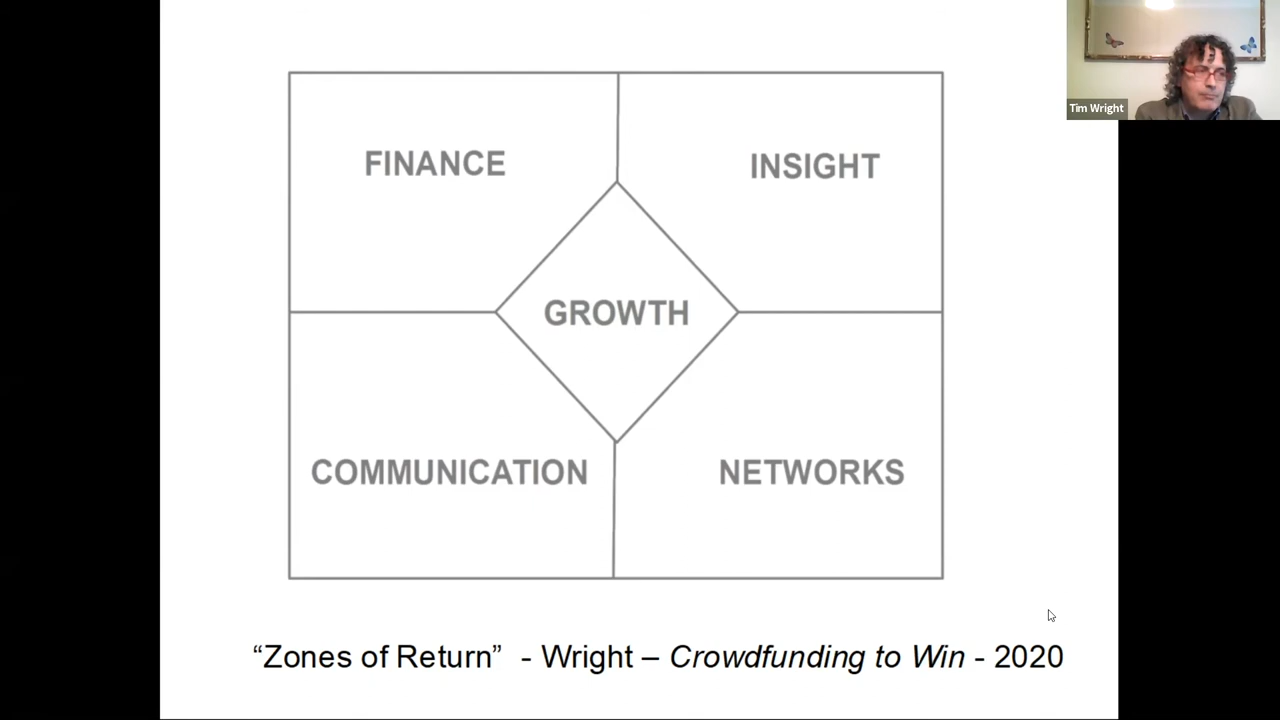 Tim Wright
FINANCE
INSIGHT
GROWTH
COMMUNICATION
NETWORKS
“Zones of Return” - Wright – Crowdfunding to Win - 2020